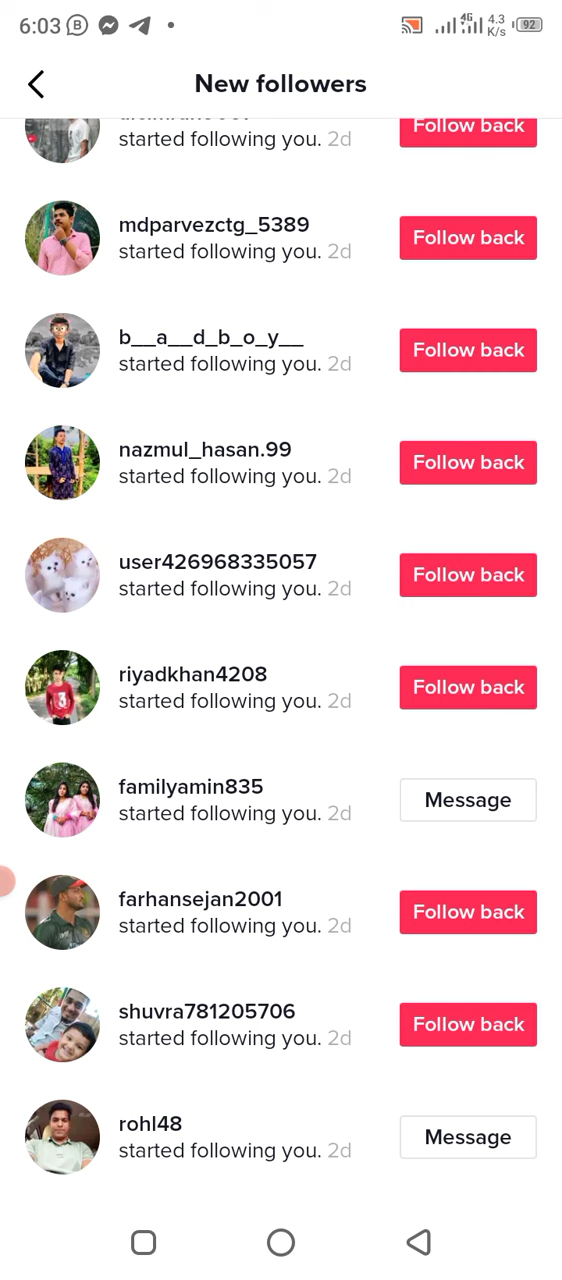 6:03
4G
4.3
K/s
92
New followers
started following you. 2d
Follow back
mdparvezctg_5389
started following you. 2d
Follow back
b__a__d_b_o_y__
started following you. 2d
Follow back
nazmul_hasan.99
started following you. 2d
Follow back
user426968335057
started following you. 2d
Follow back
riyadkhan4208
started following you. 2d
Follow back
familyamin835
started following you. 2d
Message
farhansejan2001
started following you. 2d
Follow back
shuvra781205706
started following you. 2d
Follow back
rohl48
started following you. 2d
Message